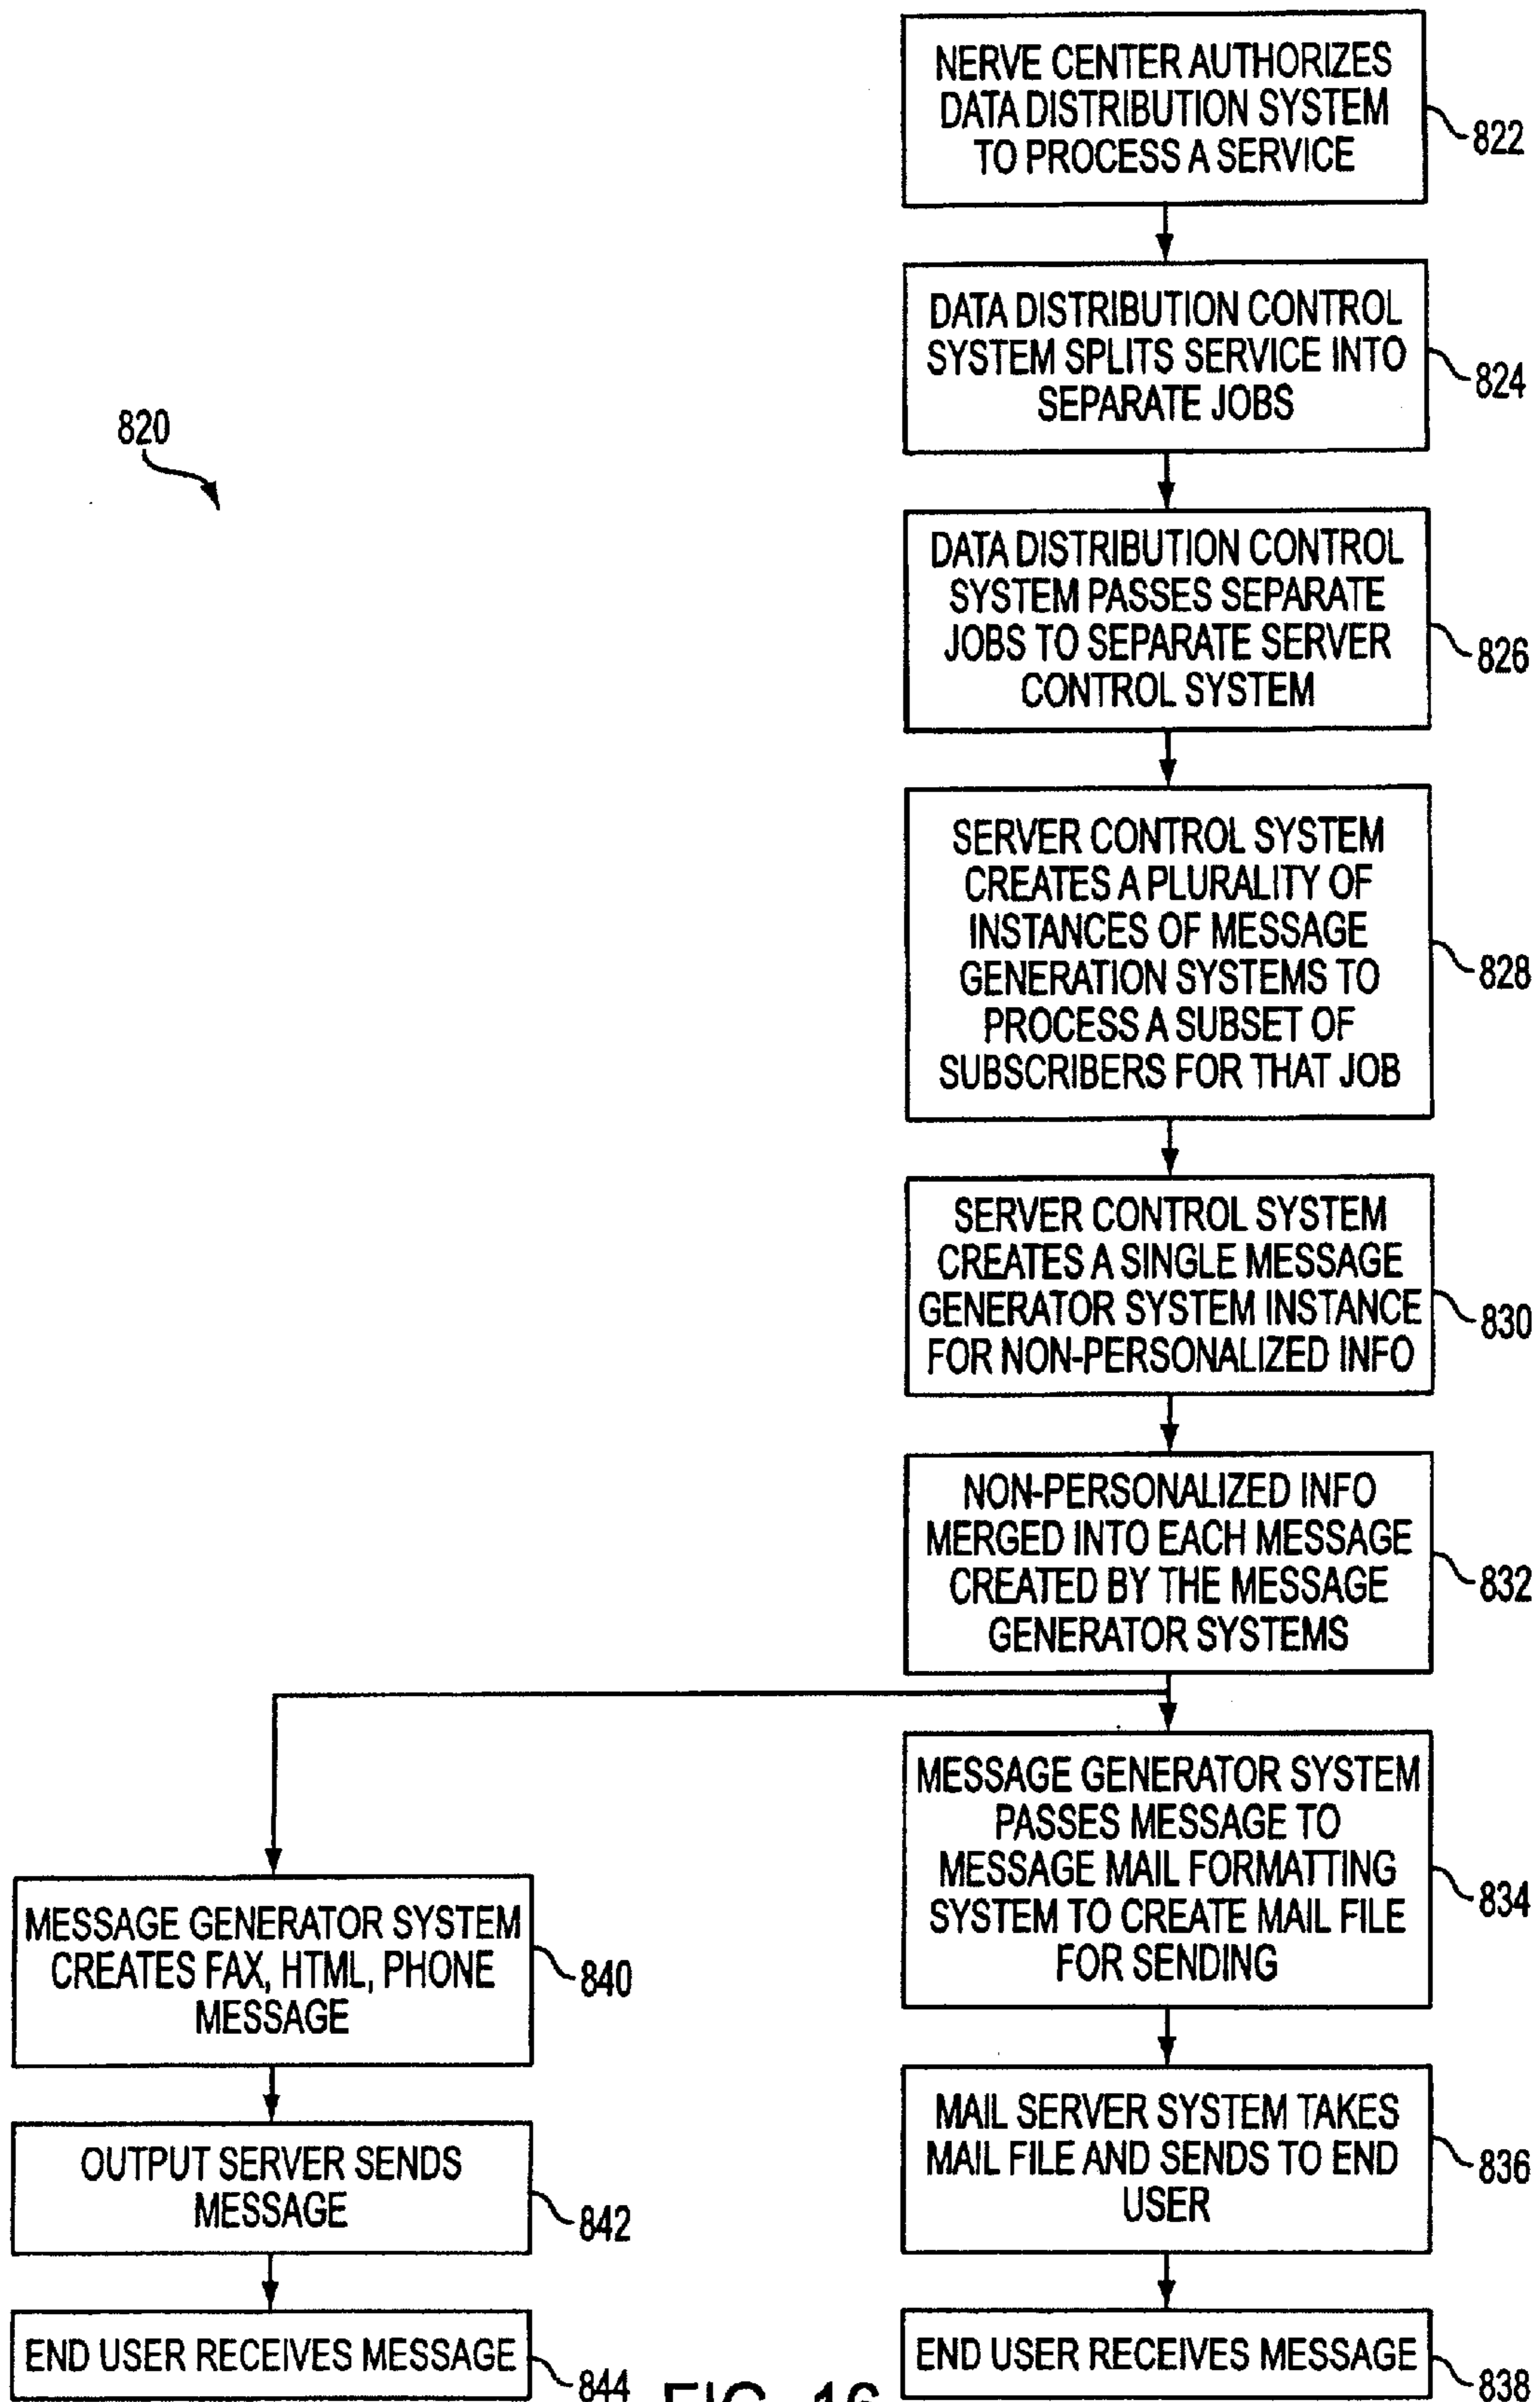 NERVE CENTER AUTHORIZES
DATA DISTRIBUTION SYSTEM
TO PROCESS A SERVICE
822
DATA DISTRIBUTION CONTROL
SYSTEM SPLITS SERVICE INTO
SEPARATE JOBS
824
820
DATA DISTRIBUTION CONTROL
SYSTEM PASSES SEPARATE
JOBS TO SEPARATE SERVER
CONTROL SYSTEM
826
SERVER CONTROL SYSTEM
CREATES A PLURALITY OF
INSTANCES OF MESSAGE
GENERATION SYSTEMS TO
PROCESS A SUBSET OF
SUBSCRIBERS FOR THAT JOB
828
SERVER CONTROL SYSTEM
CREATES A SINGLE MESSAGE
GENERATOR SYSTEM INSTANCE
FOR NON-PERSONALIZED INFO
830
NON-PERSONALIZED INFO
MERGED INTO EACH MESSAGE
CREATED BY THE MESSAGE
GENERATOR SYSTEMS
832
MESSAGE GENERATOR SYSTEM
PASSES MESSAGE TO
MESSAGE MAIL FORMATTING
SYSTEM TO CREATE MAIL FILE
FOR SENDING
834
MESSAGE GENERATOR SYSTEM
CREATES FAX, HTML, PHONE
MESSAGE
840
MAIL SERVER SYSTEM TAKES
MAIL FILE AND SENDS TO END
USER
836
OUTPUT SERVER SENDS
MESSAGE
842
END USER RECEIVES MESSAGE
844
END USER RECEIVES MESSAGE
838
FIG. 16